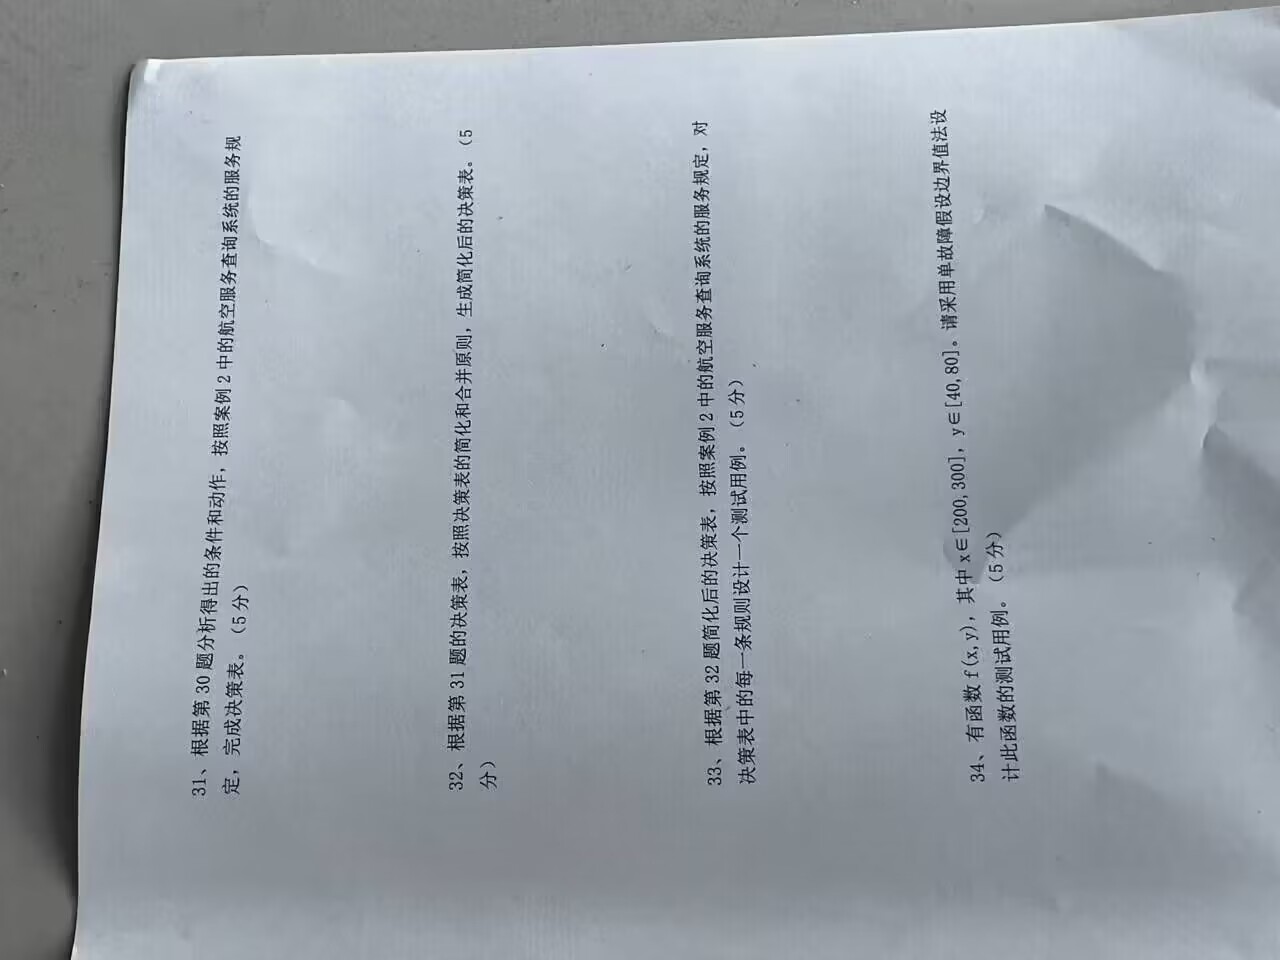 31、根据第 30 题分析得出的条件和动作，按照案例 2 中的航空服务查询系统的服务规
定，完成决策表。（5 分）
32、根据第 31 题的决策表，按照决策表的简化和合并原则，生成简化后的决策表。（5
分）
33、根据第 32 题简化后的决策表，按照案例 2 中的航空服务查询系统的服务规定，对
决策表中的每一条规则设计一个测试用例。（5 分）
34、有函数 f(x,y)，其中 x∈[200,300]，y∈[40,80]。请采用单故障假设边界值法设
计此函数的测试用例。（5 分）